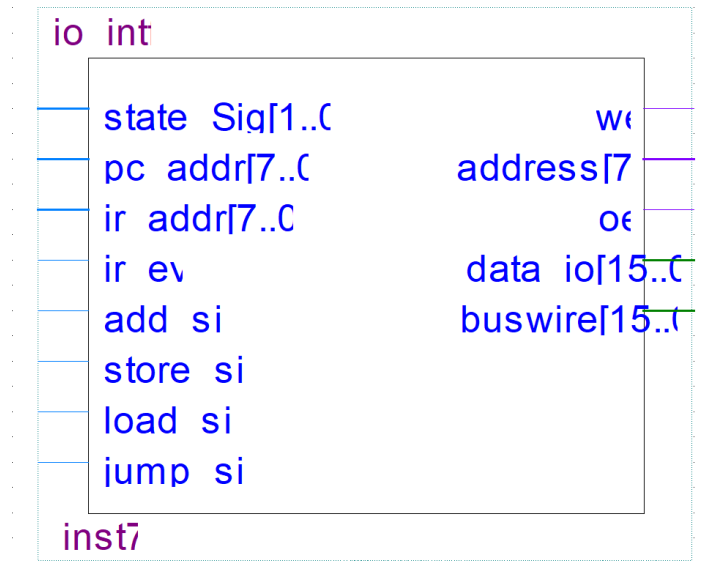 io int
state Sig[1..0
pc addr[7..0
ir addr[7..0
ir ev
add si
store si
load si
jump si
we
address[7
oe
data io[15..0
buswire[15..0
inst7